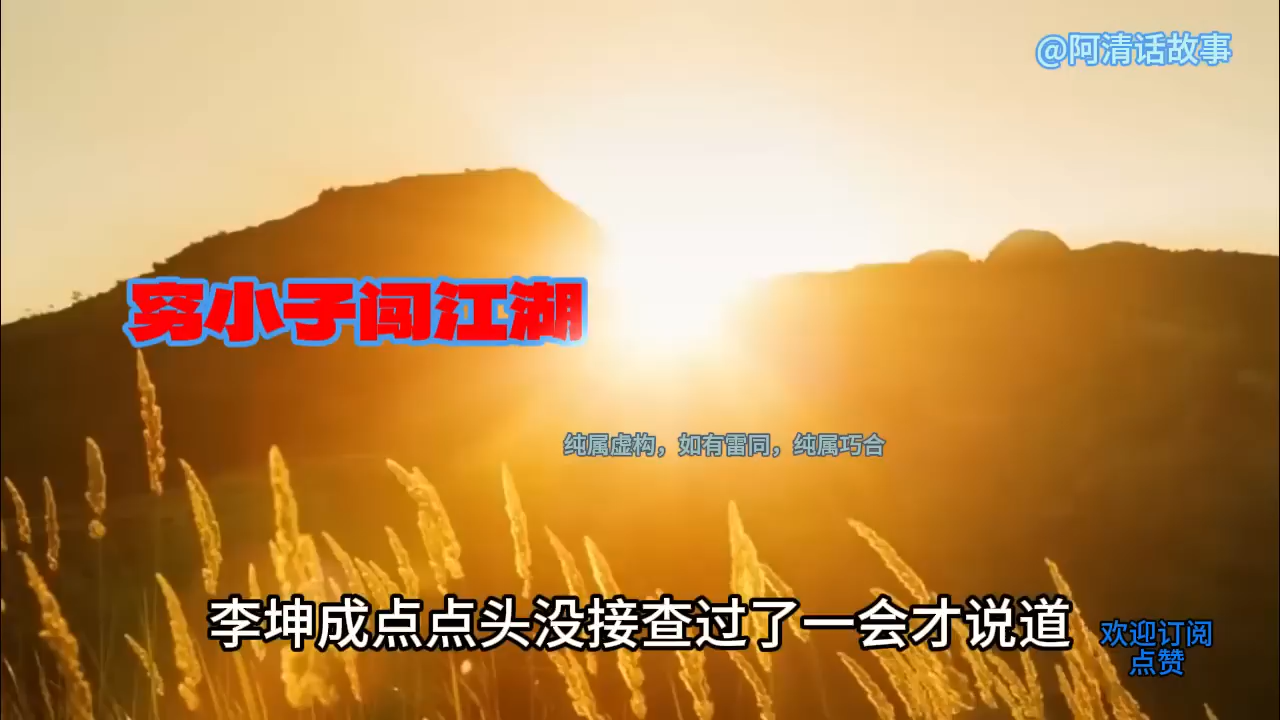 @阿清话故事
穷小子闯江湖
纯属虚构，如有雷同，纯属巧合
李坤成点点头没接查过了一会才说道
欢迎订阅
点赞